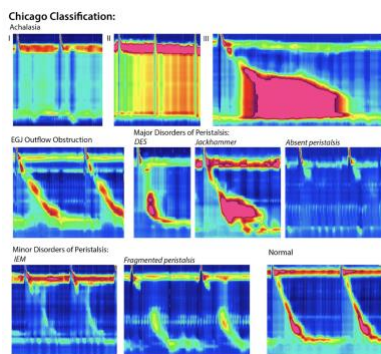 Chicago Classification:
Achalasia
I II III
EGJ Outflow Obstruction
Major Disorders of Peristalsis:
DES Jackhammer Absent peristalsis
Minor Disorders of Peristalsis:
IEM Fragmented peristalsis Normal